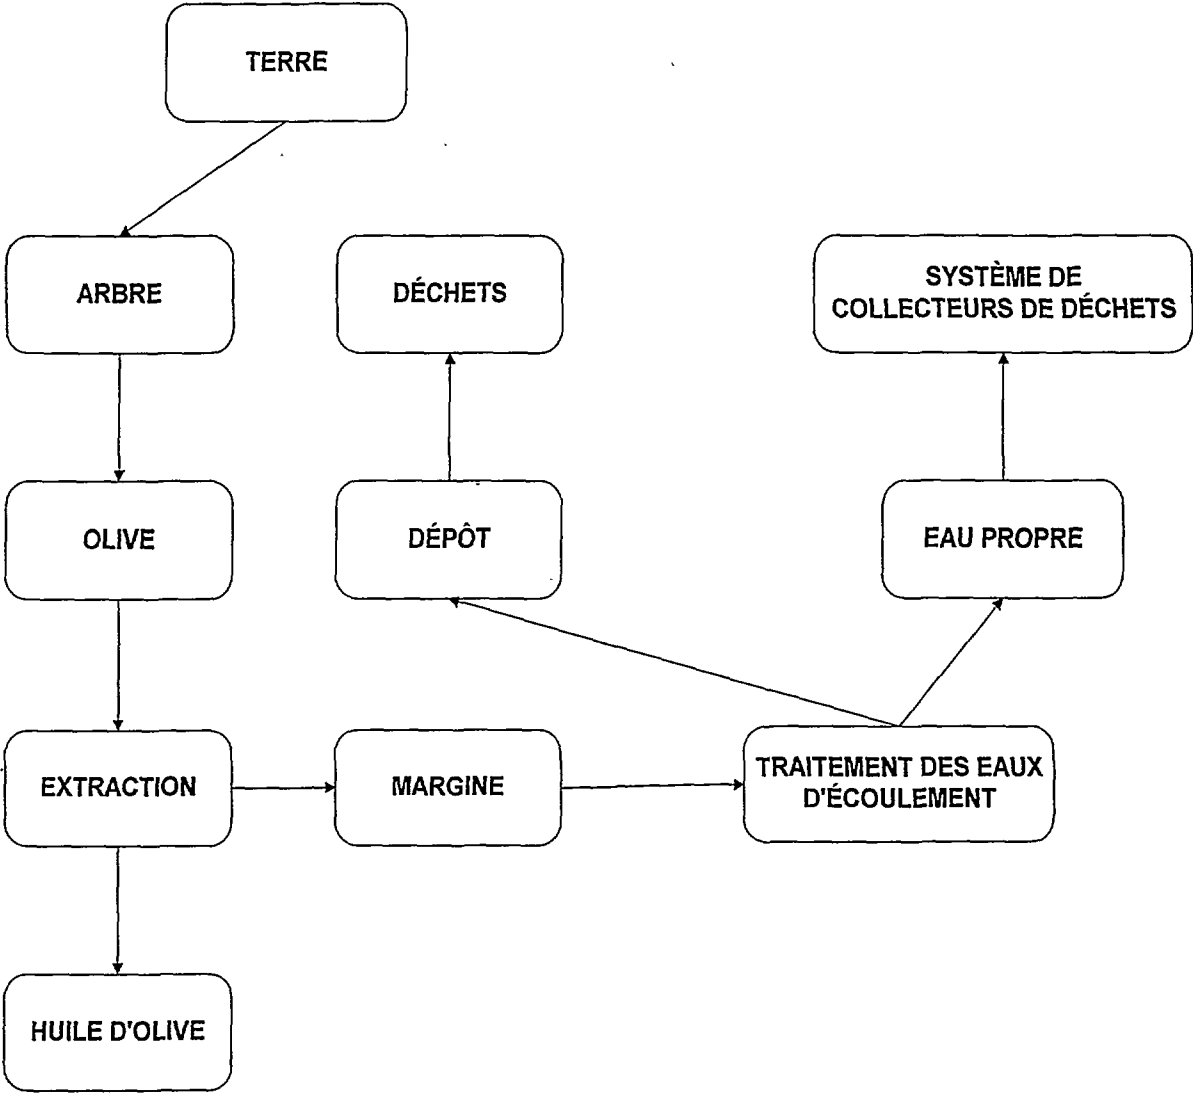 TERRE
ARBRE
DÉCHETS
SYSTÈME DE
COLLECTEURS DE DÉCHETS
OLIVE
DÉPÔT
EAU PROPRE
EXTRACTION
MARGINE
TRAITEMENT DES EAUX
D'ÉCOULEMENT
HUILE D'OLIVE